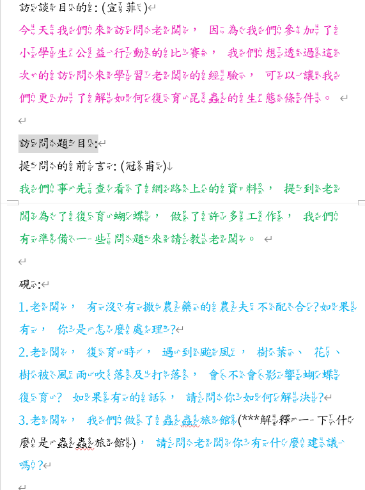 訪談目的:(宣菲)
今天我們來訪問老闆，因為我們參加了
小學生公益行動的比賽，我們想透過這
次的訪問來學習老闆的經驗，可以讓我
們更加了解如何復育昆蟲的生態條件。
訪問題目:
提問的前言:(冠甫)
我們事先查看了網路上的資料，提到老
闆為了復育蝴蝶，做了許多工作，我們
有準備一些問題來請教老闆。
硯:
1.老闆，有沒有撒農藥的農夫不配合?如果
有，你是怎麼處理?
2.老闆，復育時，遇到颱風，樹葉、花、
樹被風雨吹落及打落，會不會影響蝴蝶
復育? 如果有的話，請問你如何解決?
3.老闆，我們做了蟲蟲旅館(***解釋一下什
麼是蟲蟲旅館)，請問老闆你有什麼建議
嗎?